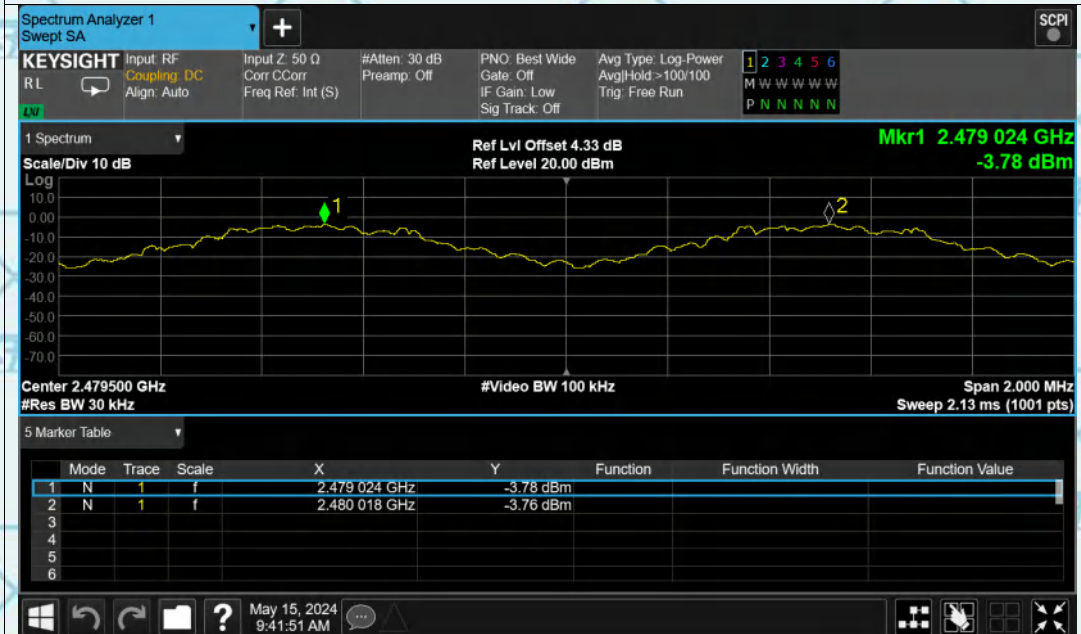 Spectrum Analyzer 1
Swept SA
+
SCPI
KEYSIGHT
R L
LXI
Input: RF
Coupling: DC
Align: Auto
Input Z: 50 Ω
Corr CCorr
Freq Ref: Int (S)
#Atten: 30 dB
Preamp: Off
PNO: Best Wide
Gate: Off
IF Gain: Low
Sig Track: Off
Avg Type: Log-Power
Avg|Hold:>100/100
Trig: Free Run
1 2 3 4 5 6
M W W W W W
P N N N N N
1 Spectrum
Scale/Div 10 dB
Ref Lvl Offset 4.33 dB
Ref Level 20.00 dBm
Mkr1 2.479 024 GHz
-3.78 dBm
Log
10.0
0.00
-10.0
-20.0
-30.0
-40.0
-50.0
-60.0
-70.0
1
2
Center 2.479500 GHz
#Video BW 100 kHz
Span 2.000 MHz
#Res BW 30 kHz
Sweep 2.13 ms (1001 pts)
5 Marker Table
Mode Trace Scale X Y Function Function Width Function Value
1 N 1 f 2.479 024 GHz -3.78 dBm
2 N 1 f 2.480 018 GHz -3.76 dBm
3
4
5
6
?
May 15, 2024
9:41:51 AM